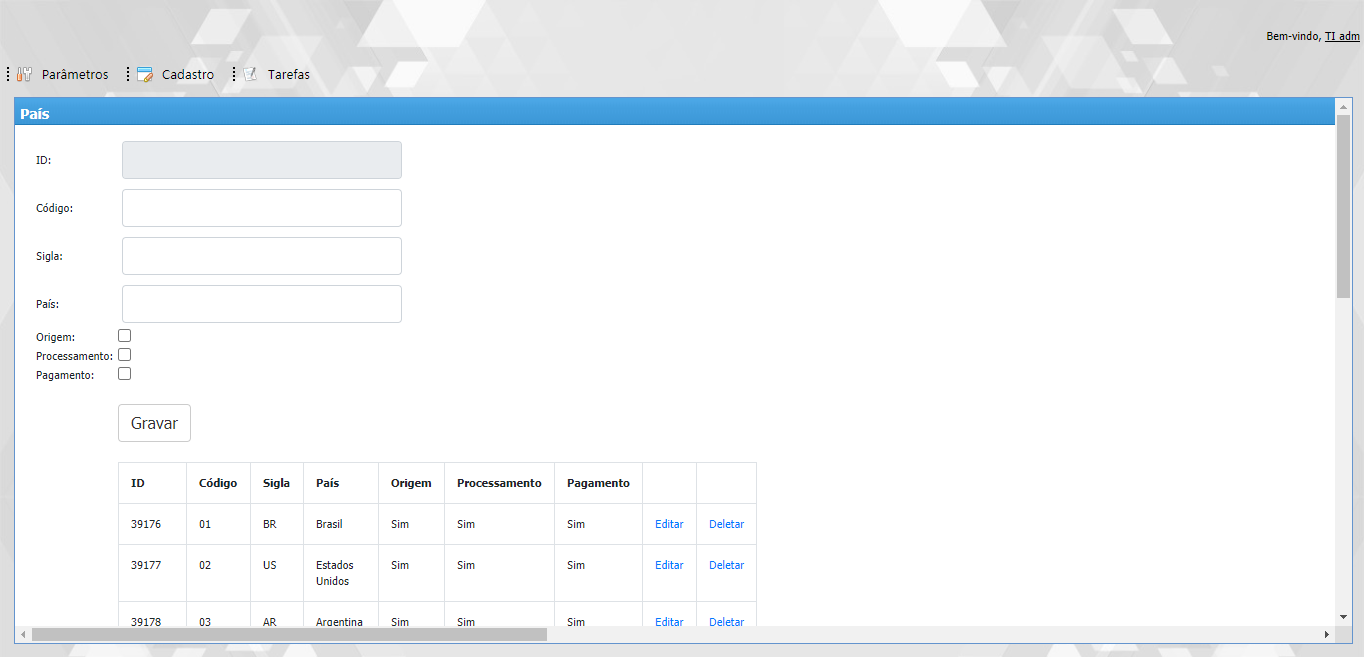 Bem-vindo, TI adm
Parâmetros Cadastro Tarefas
País
ID:
Código:
Sigla:
País:
Origem:
Processamento:
Pagamento:
Gravar
ID Código Sigla País Origem Processamento Pagamento
39176 01 BR Brasil Sim Sim Sim Editar Deletar
39177 02 US Estados Unidos Sim Sim Sim Editar Deletar
39178 03 AR Argentina Sim Sim Sim Editar Deletar